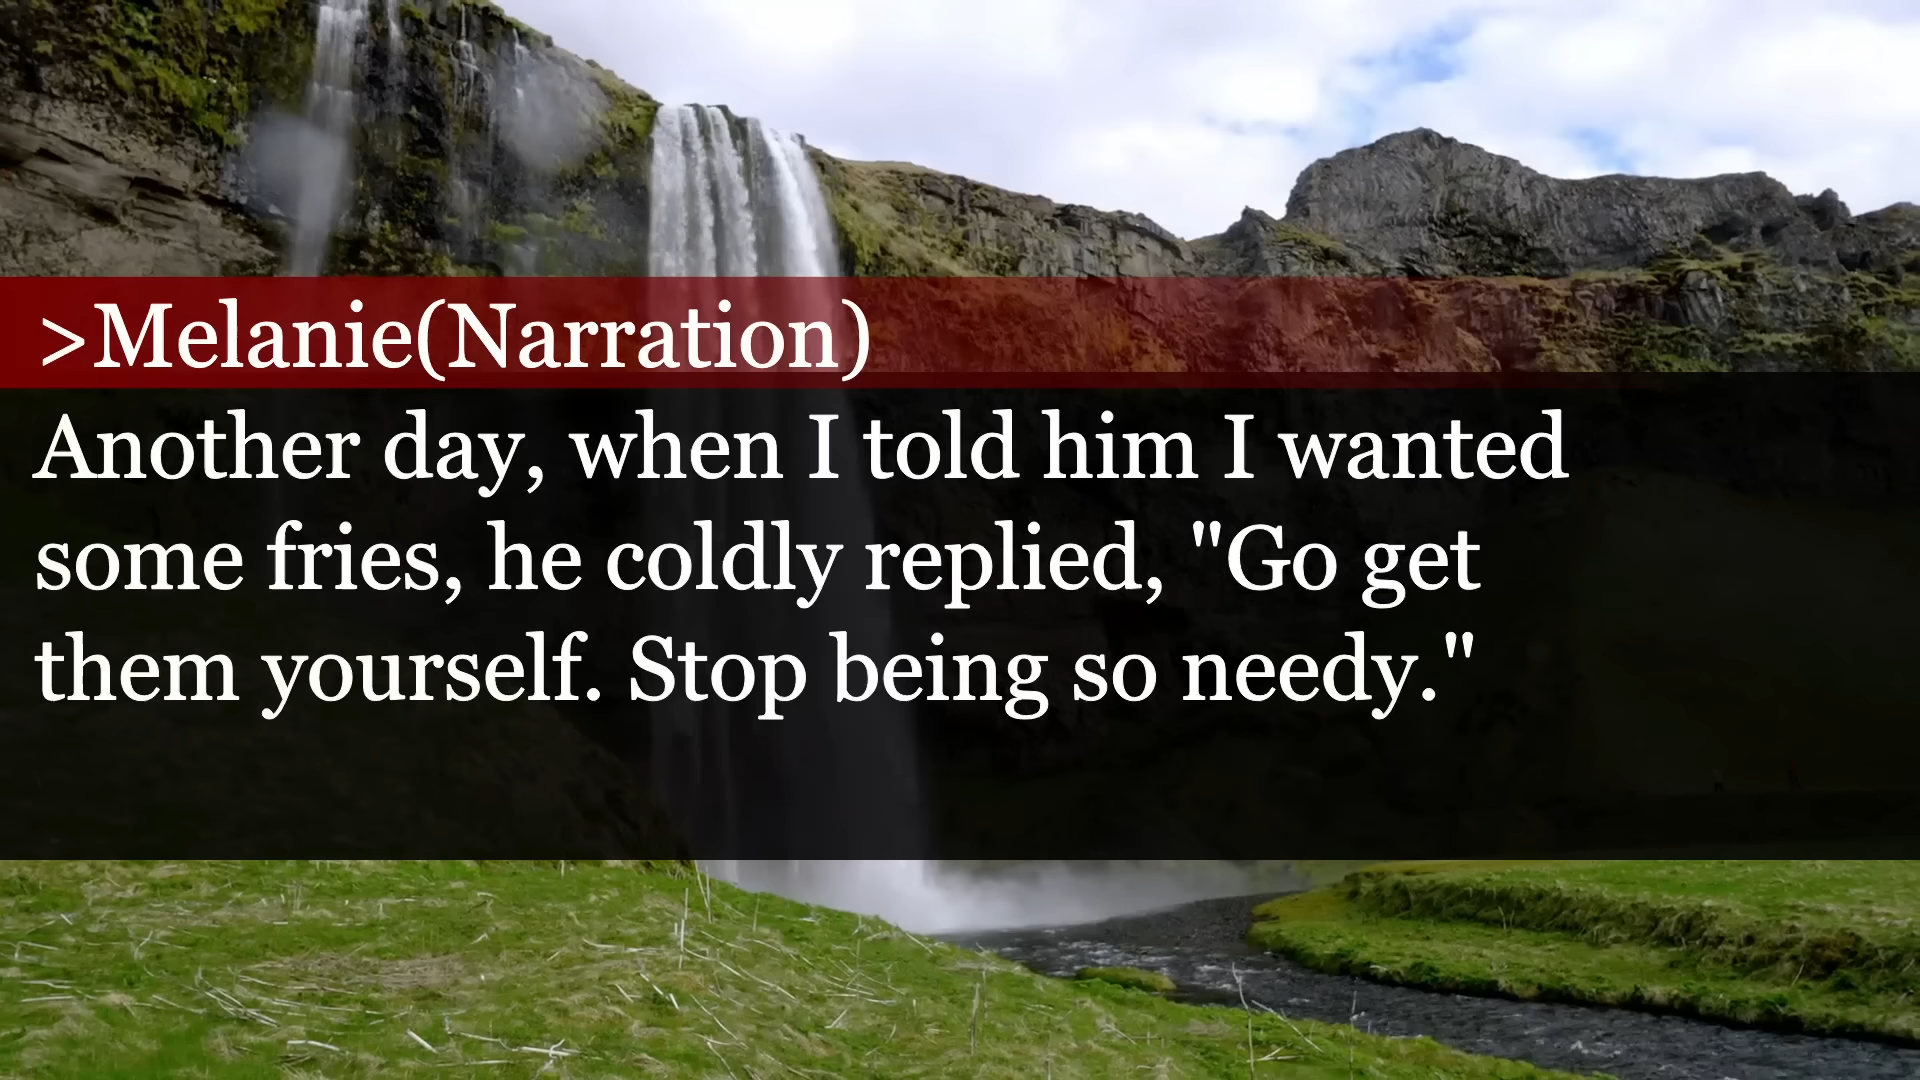 >Melanie(Narration)
Another day, when I told him I wanted
some fries, he coldly replied, "Go get
them yourself. Stop being so needy."